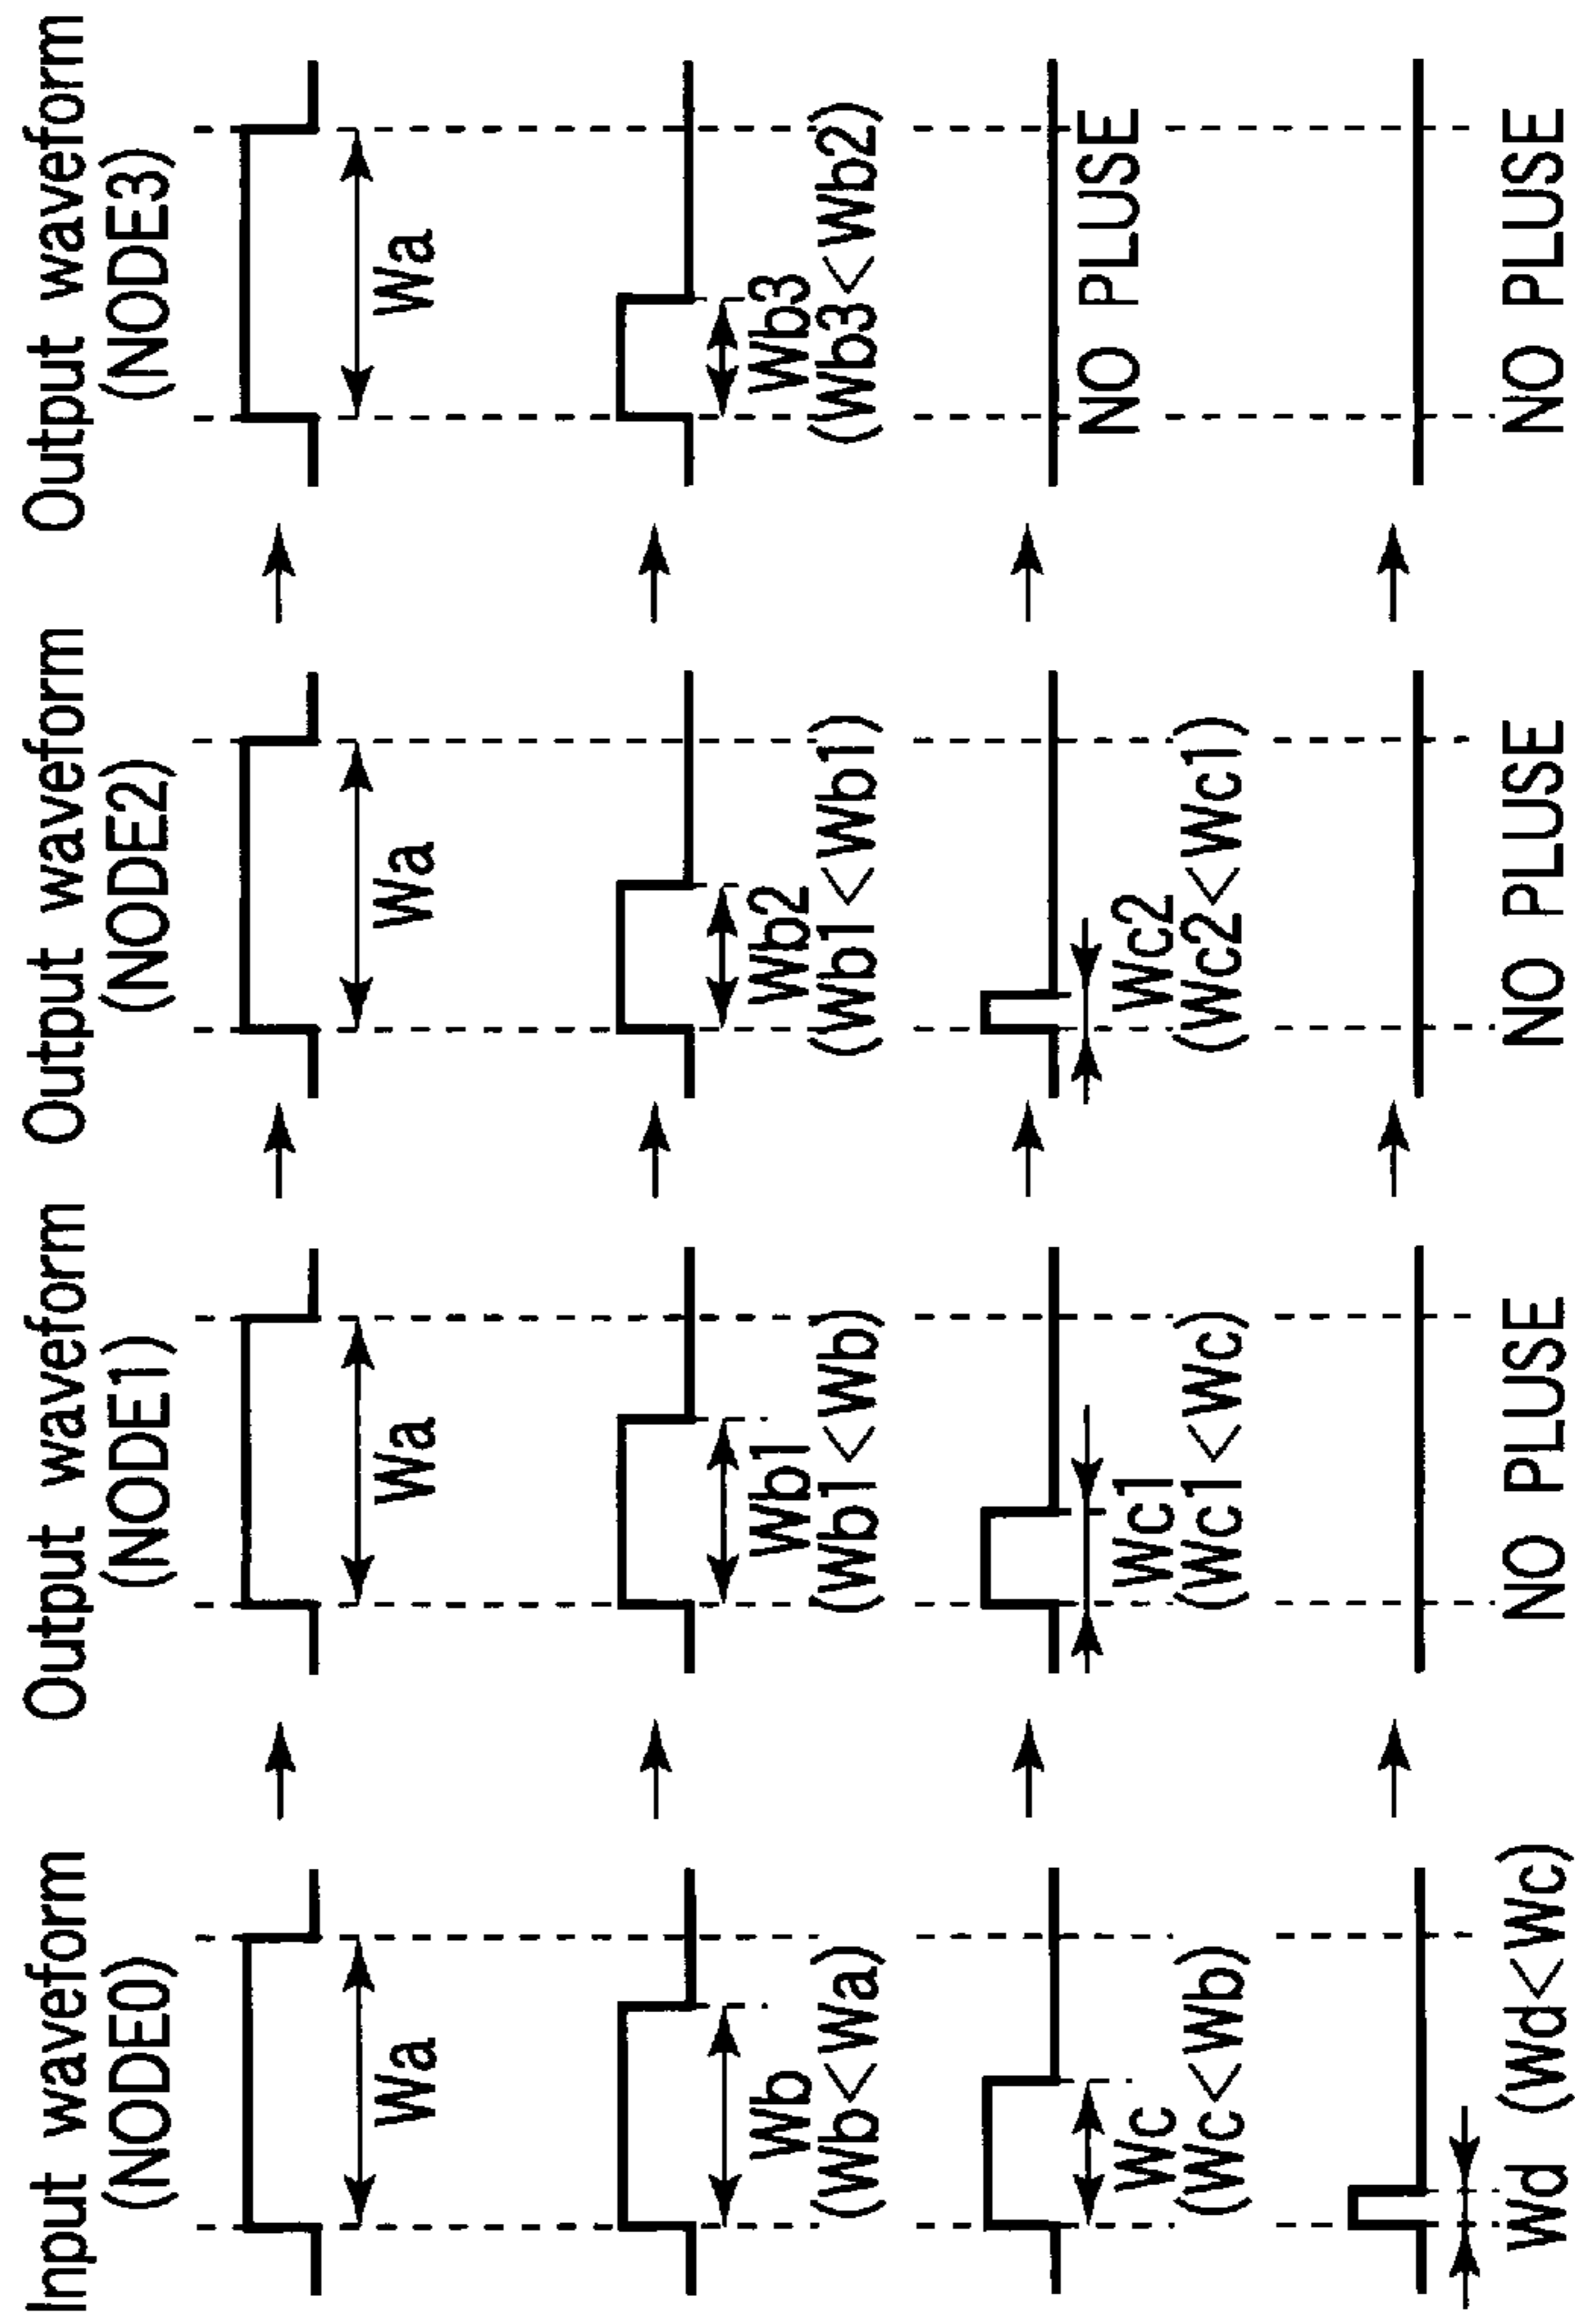 Input waveform
(NODE0)
Output waveform
(NODE1)
Output waveform
(NODE2)
Output waveform
(NODE3)
Wa
Wa
Wa
Wa
Wb
(Wb<Wa)
Wb1
(Wb1<Wb)
Wb2
(Wb1<Wb1)
Wb3
(Wb3<Wb2)
Wc
(Wc<Wb)
Wc1
(Wc1<Wc)
Wc2
(Wc2<Wc1)
NO PLUSE
Wd (Wd<Wc)
NO PLUSE
NO PLUSE
NO PLUSE